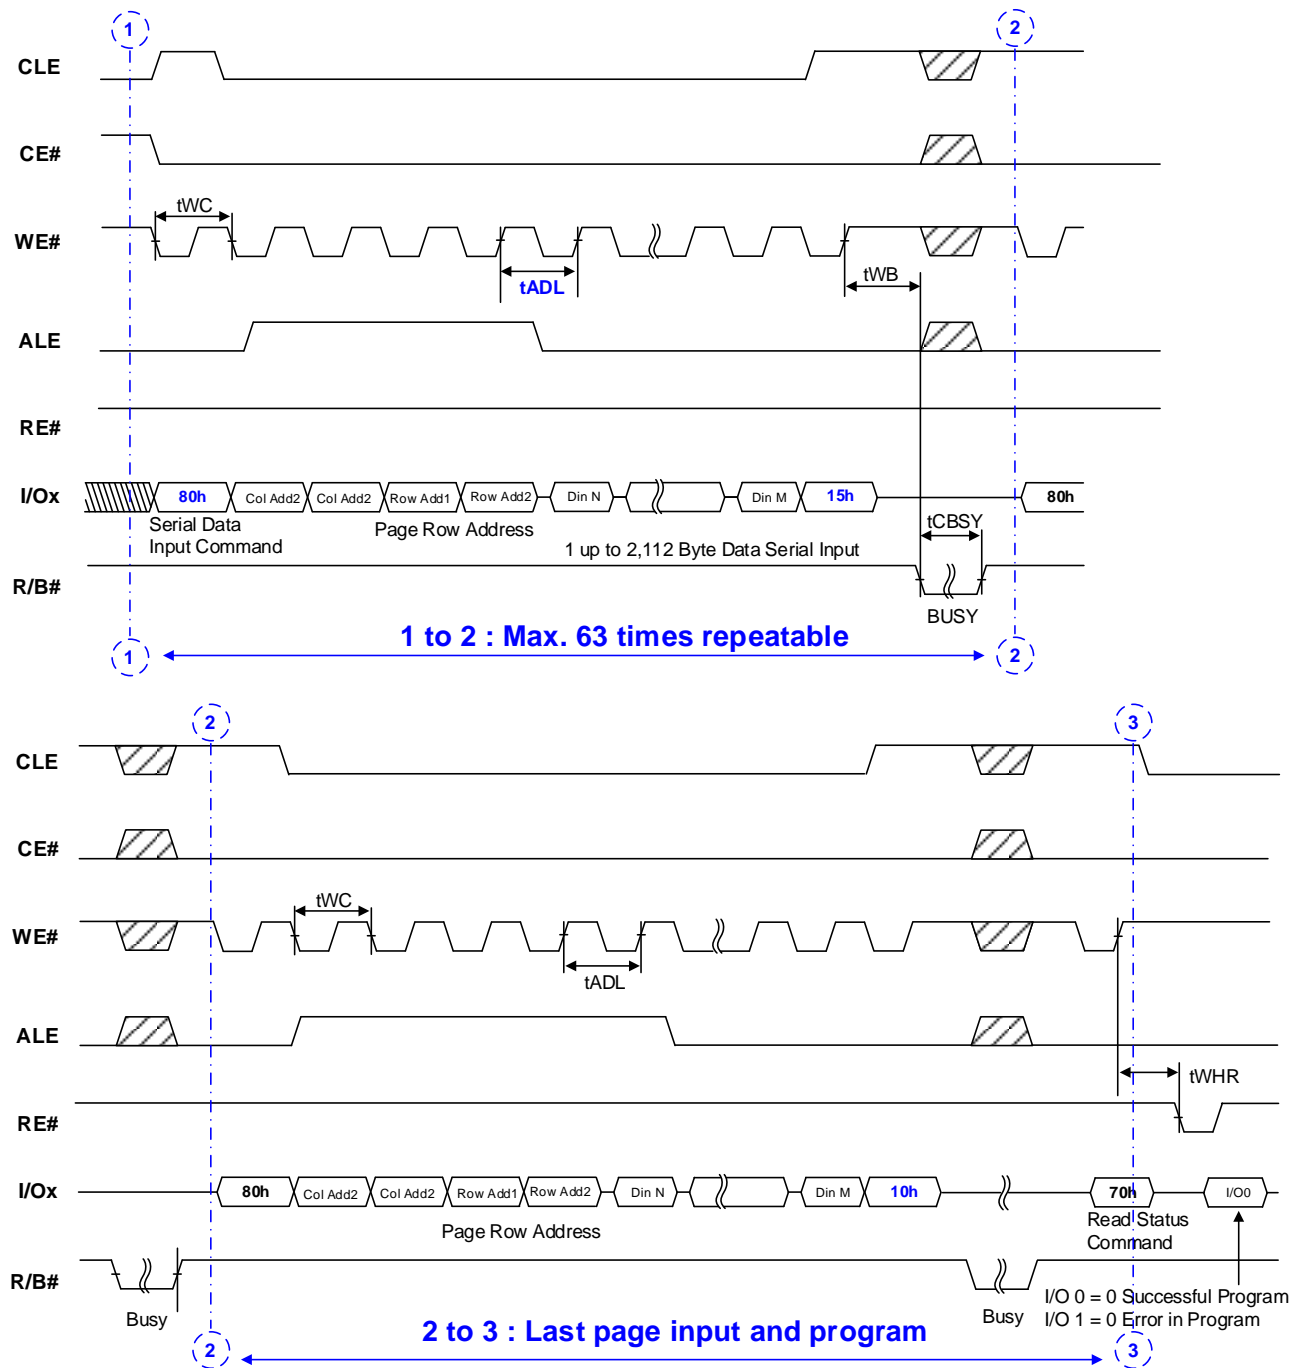 1 2
CLE
CE#
tWC
WE#
tADL
tWB
ALE
RE#
I/Ox 80h Col Add2 Col Add2 Row Add1 Row Add2 Din N Din M 15h 80h
Serial Data
Input Command
Page Row Address
tCBSY
1 up to 2,112 Byte Data Serial Input
R/B#
BUSY
1 to 2 : Max. 63 times repeatable
1 2
2 3
CLE
CE#
tWC
WE#
tADL
ALE
tWHR
RE#
I/Ox 80h Col Add2 Col Add2 Row Add1 Row Add2 Din N Din M 10h 70h I/O0
Page Row Address
Read Status
Command
R/B#
Busy Busy
I/O 0 = 0 Successful Program
I/O 1 = 0 Error in Program
2 to 3 : Last page input and program
2 3